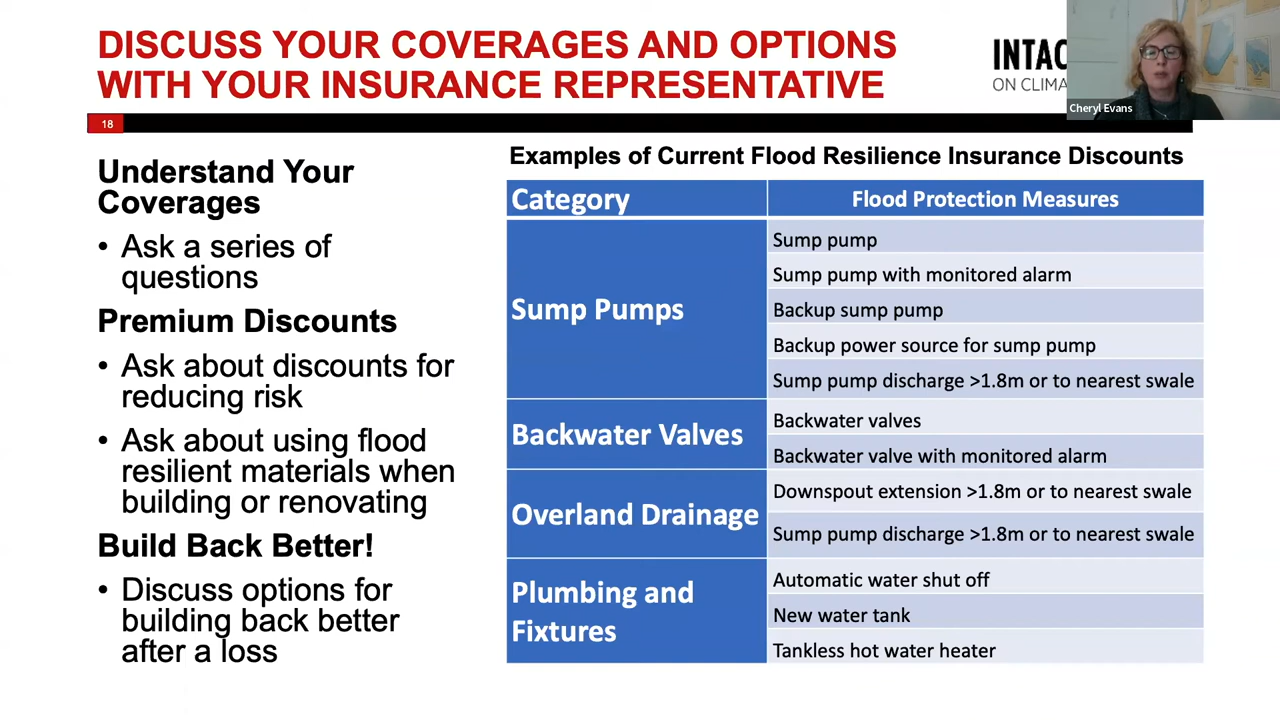 DISCUSS YOUR COVERAGES AND OPTIONS
WITH YOUR INSURANCE REPRESENTATIVE
ON CLIMA
Cheryl Evans
18
Understand Your
Coverages
• Ask a series of
questions
Premium Discounts
• Ask about discounts for
reducing risk
• Ask about using flood
resilient materials when
building or renovating
Build Back Better!
• Discuss options for
building back better
after a loss
Examples of Current Flood Resilience Insurance Discounts
Category
Flood Protection Measures
Sump Pumps
Sump pump
Sump pump with monitored alarm
Backup sump pump
Backup power source for sump pump
Sump pump discharge >1.8m or to nearest swale
Backwater Valves
Backwater valves
Backwater valve with monitored alarm
Overland Drainage
Downspout extension >1.8m or to nearest swale
Sump pump discharge >1.8m or to nearest swale
Plumbing and
Fixtures
Automatic water shut off
New water tank
Tankless hot water heater